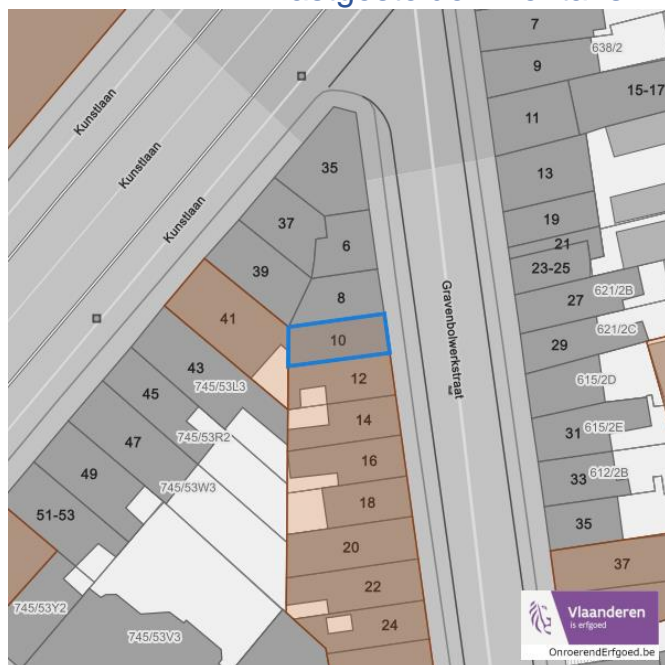 Kunstlaan
Kunstlaan
Kunstlaan
Gravenbolwerkstraat
7
638/2
9
15-17
11
13
19
21
23-25
27
621/2B
621/2C
29
615/2D
31
615/2E
33
612/2B
35
37
35
37
6
39
8
41
10
43
12
745/53L3
45
14
745/53R2
47
16
49
745/53W3
18
51-53
20
22
745/53Y2
24
745/53V3
Vlaanderen
is erfgoed
OnroerendErfgoed.be